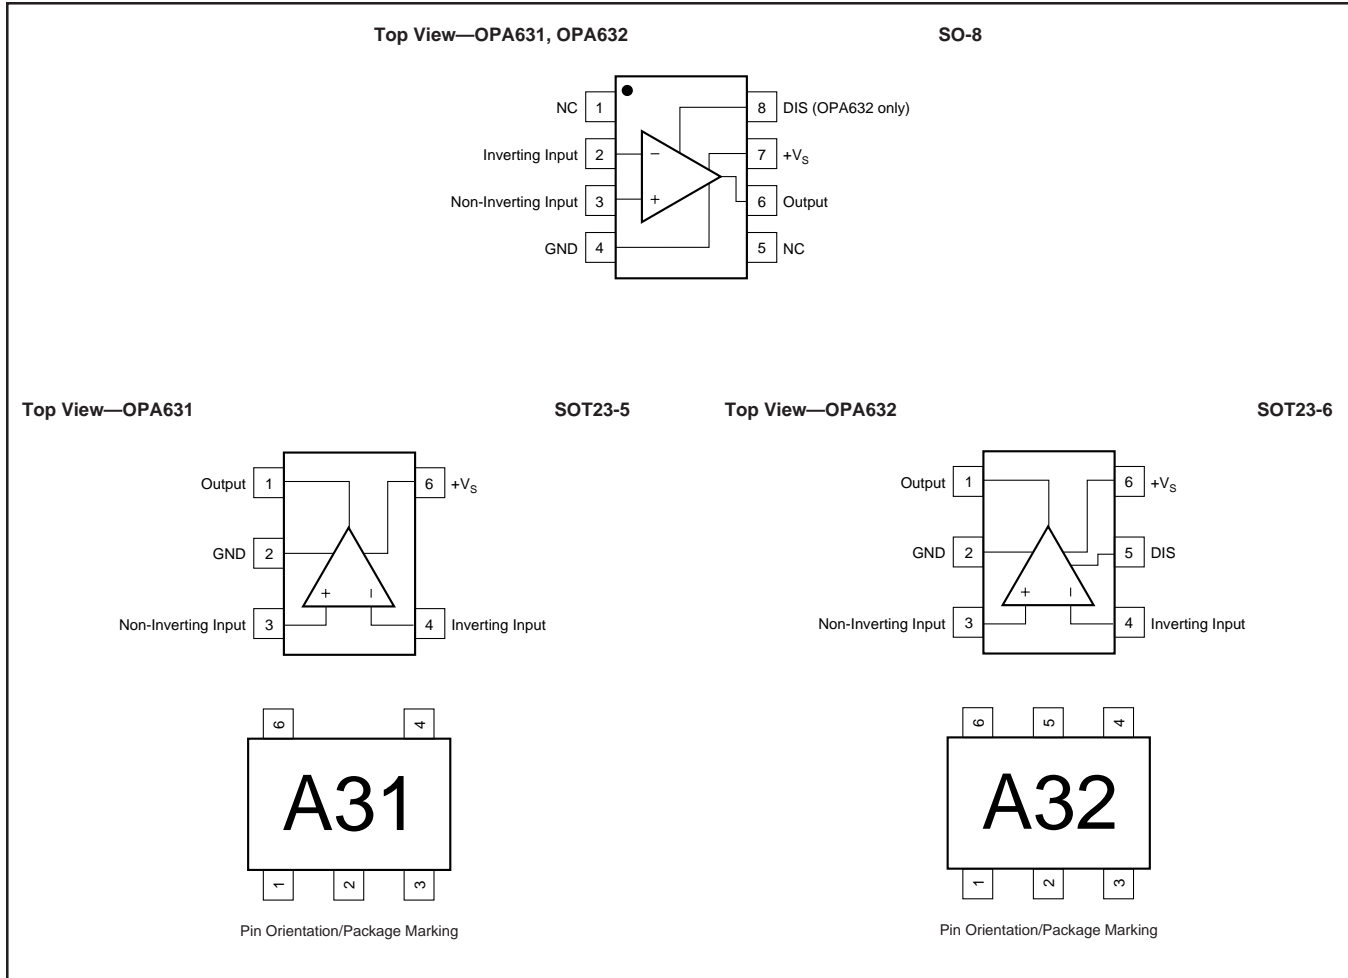 Top View—OPA631, OPA632 SO-8
NC 1 8 DIS (OPA632 only)
Inverting Input 2 − 7 +VS
Non-Inverting Input 3 + 6 Output
GND 4 5 NC
Top View—OPA631 SOT23-5
Output 1 6 +VS
GND 2
+ −
Non-Inverting Input 3 4 Inverting Input
6 4
A31
1 2 3
Pin Orientation/Package Marking
Top View—OPA632 SOT23-6
Output 1 6 +VS
GND 2 5 DIS
+ −
Non-Inverting Input 3 4 Inverting Input
6 5 4
A32
1 2 3
Pin Orientation/Package Marking